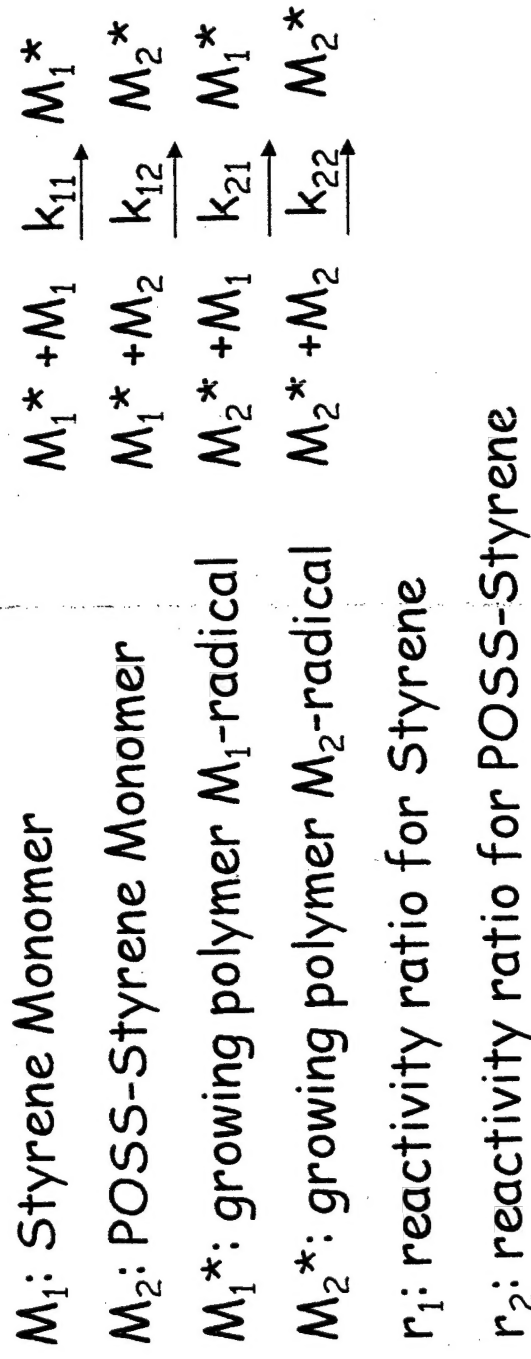 M₁: Styrene Monomer M₁* +M₁ k₁₁ → M₁*
M₂: POSS-Styrene Monomer M₁* +M₂ k₁₂ → M₂*
M₁*: growing polymer M₁-radical M₂* +M₁ k₂₁ → M₁*
M₂*: growing polymer M₂-radical M₂* +M₂ k₂₂ → M₂*
r₁: reactivity ratio for Styrene
r₂: reactivity ratio for POSS-Styrene